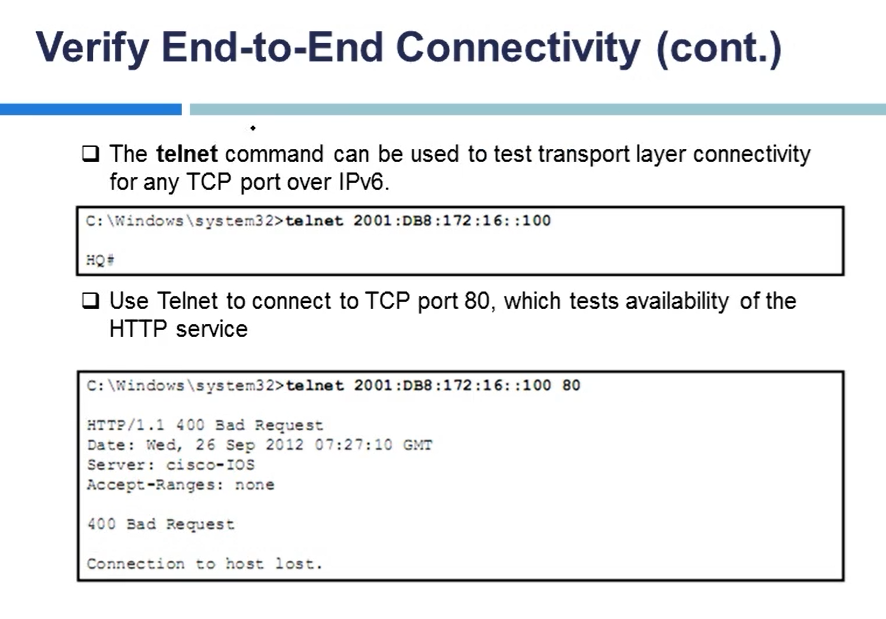 Verify End-to-End Connectivity (cont.)
The telnet command can be used to test transport layer connectivity
for any TCP port over IPv6.
C:\Windows\system32>telnet 2001:DB8:172:16::100
HQ#
Use Telnet to connect to TCP port 80, which tests availability of the
HTTP service
C:\Windows\system32>telnet 2001:DB8:172:16::100 80
HTTP/1.1 400 Bad Request
Date: Wed, 26 Sep 2012 07:27:10 GMT
Server: cisco-IOS
Accept-Ranges: none
400 Bad Request
Connection to host lost.